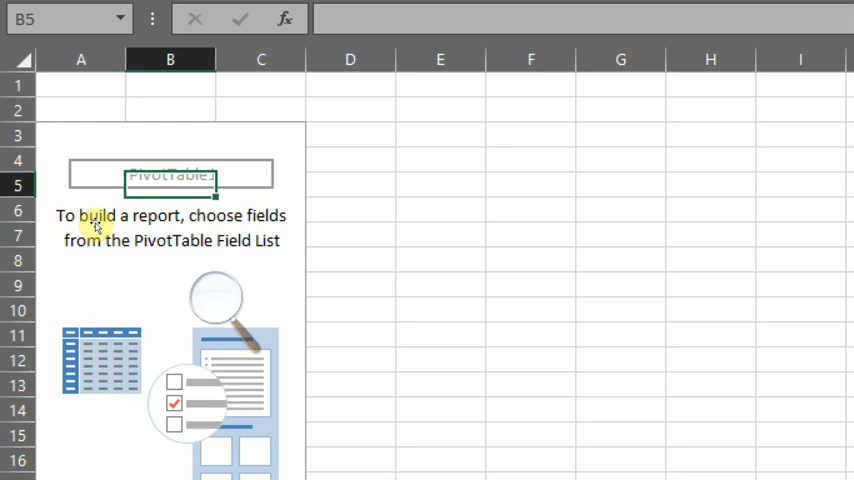 B5
fx
A B C D E F G H I
1
2
3
4
PivotTable1
5
To build a report, choose fields
6
from the PivotTable Field List
7
8
9
10
11
12
13
14
15
16